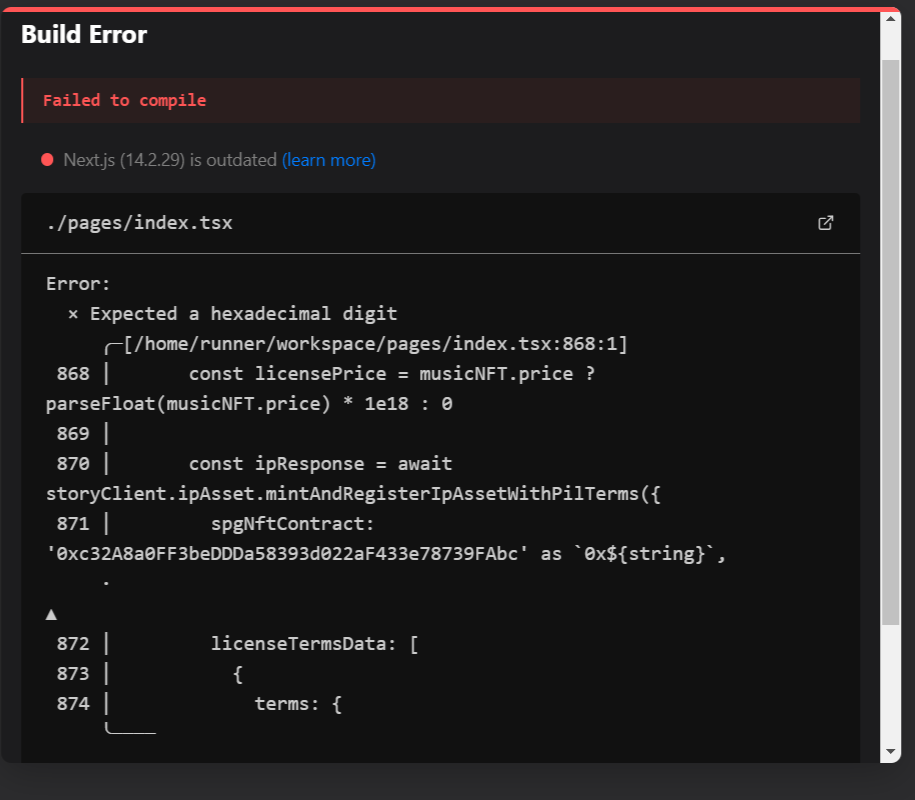 Build Error
Failed to compile
Next.js (14.2.29) is outdated (learn more)
./pages/index.tsx
Error:
× Expected a hexadecimal digit
╭─[/home/runner/workspace/pages/index.tsx:868:1]
868 │ const licensePrice = musicNFT.price ?
parseFloat(musicNFT.price) * 1e18 : 0
869 │
870 │ const ipResponse = await
storyClient.ipAsset.mintAndRegisterIpAssetWithPilTerms({
871 │ spgNftContract:
'0xc32A8a0FF3beDDDa58393d022aF433e78739FAbc' as `0x${string}`,
·
▲
872 │ licenseTermsData: [
873 │ {
874 │ terms: {
╰────